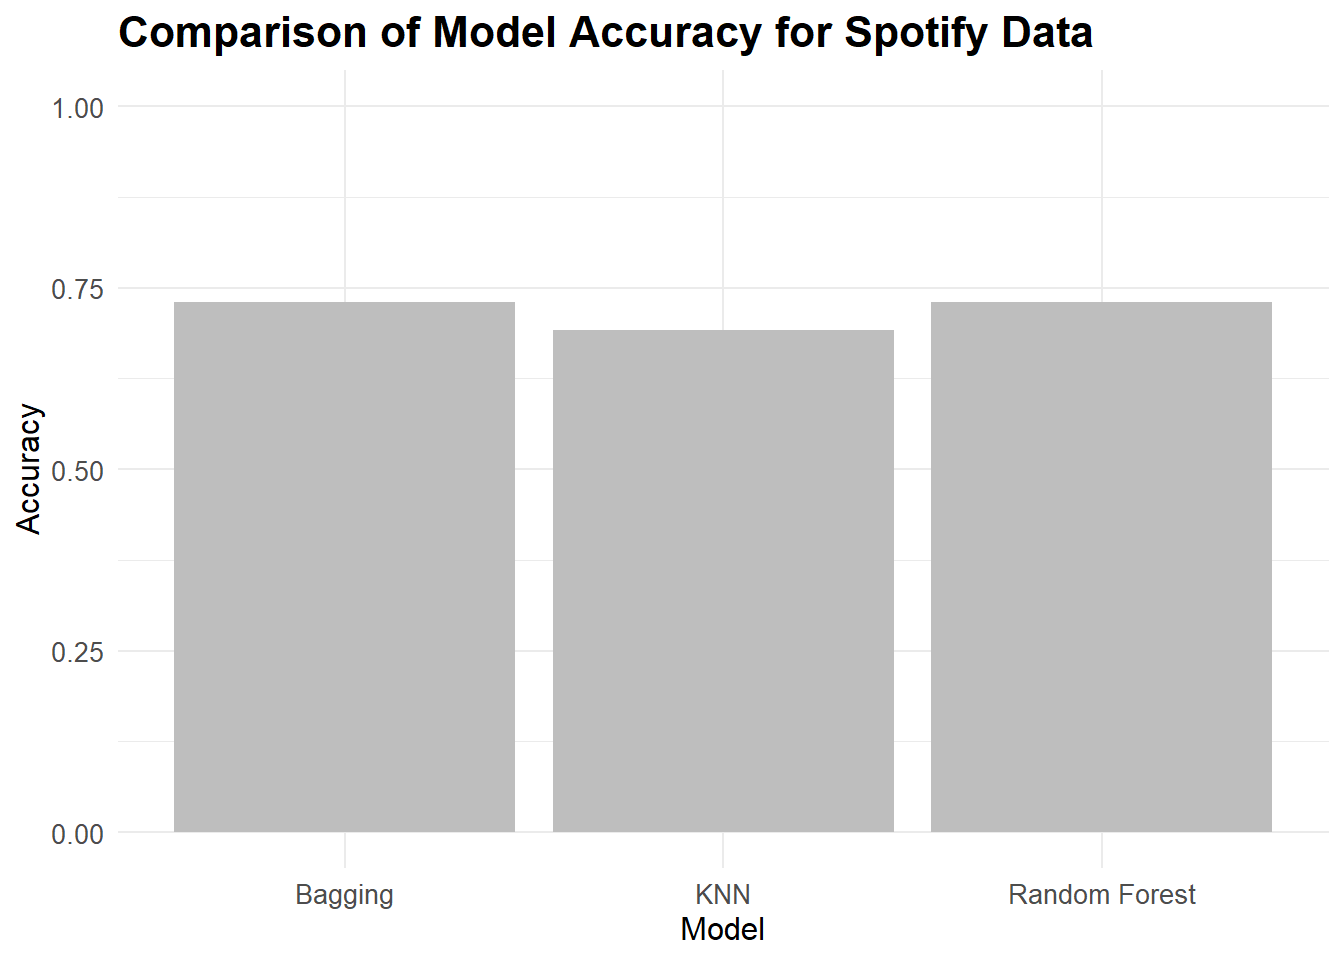 Comparison of Model Accuracy for Spotify Data
1.00
0.75
0.50
0.25
0.00
Accuracy
Bagging KNN Random Forest
Model